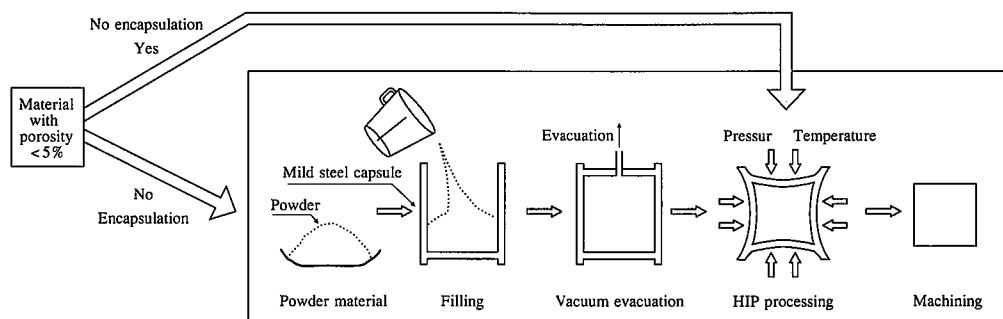 No encapsulation
Yes
Material
with
porosity
<5%
No
Encapsulation
Evacuation
Pressur Temperature
Mild steel capsule
Powder
Powder material
Filling
Vacuum evacuation
HIP processing
Machining